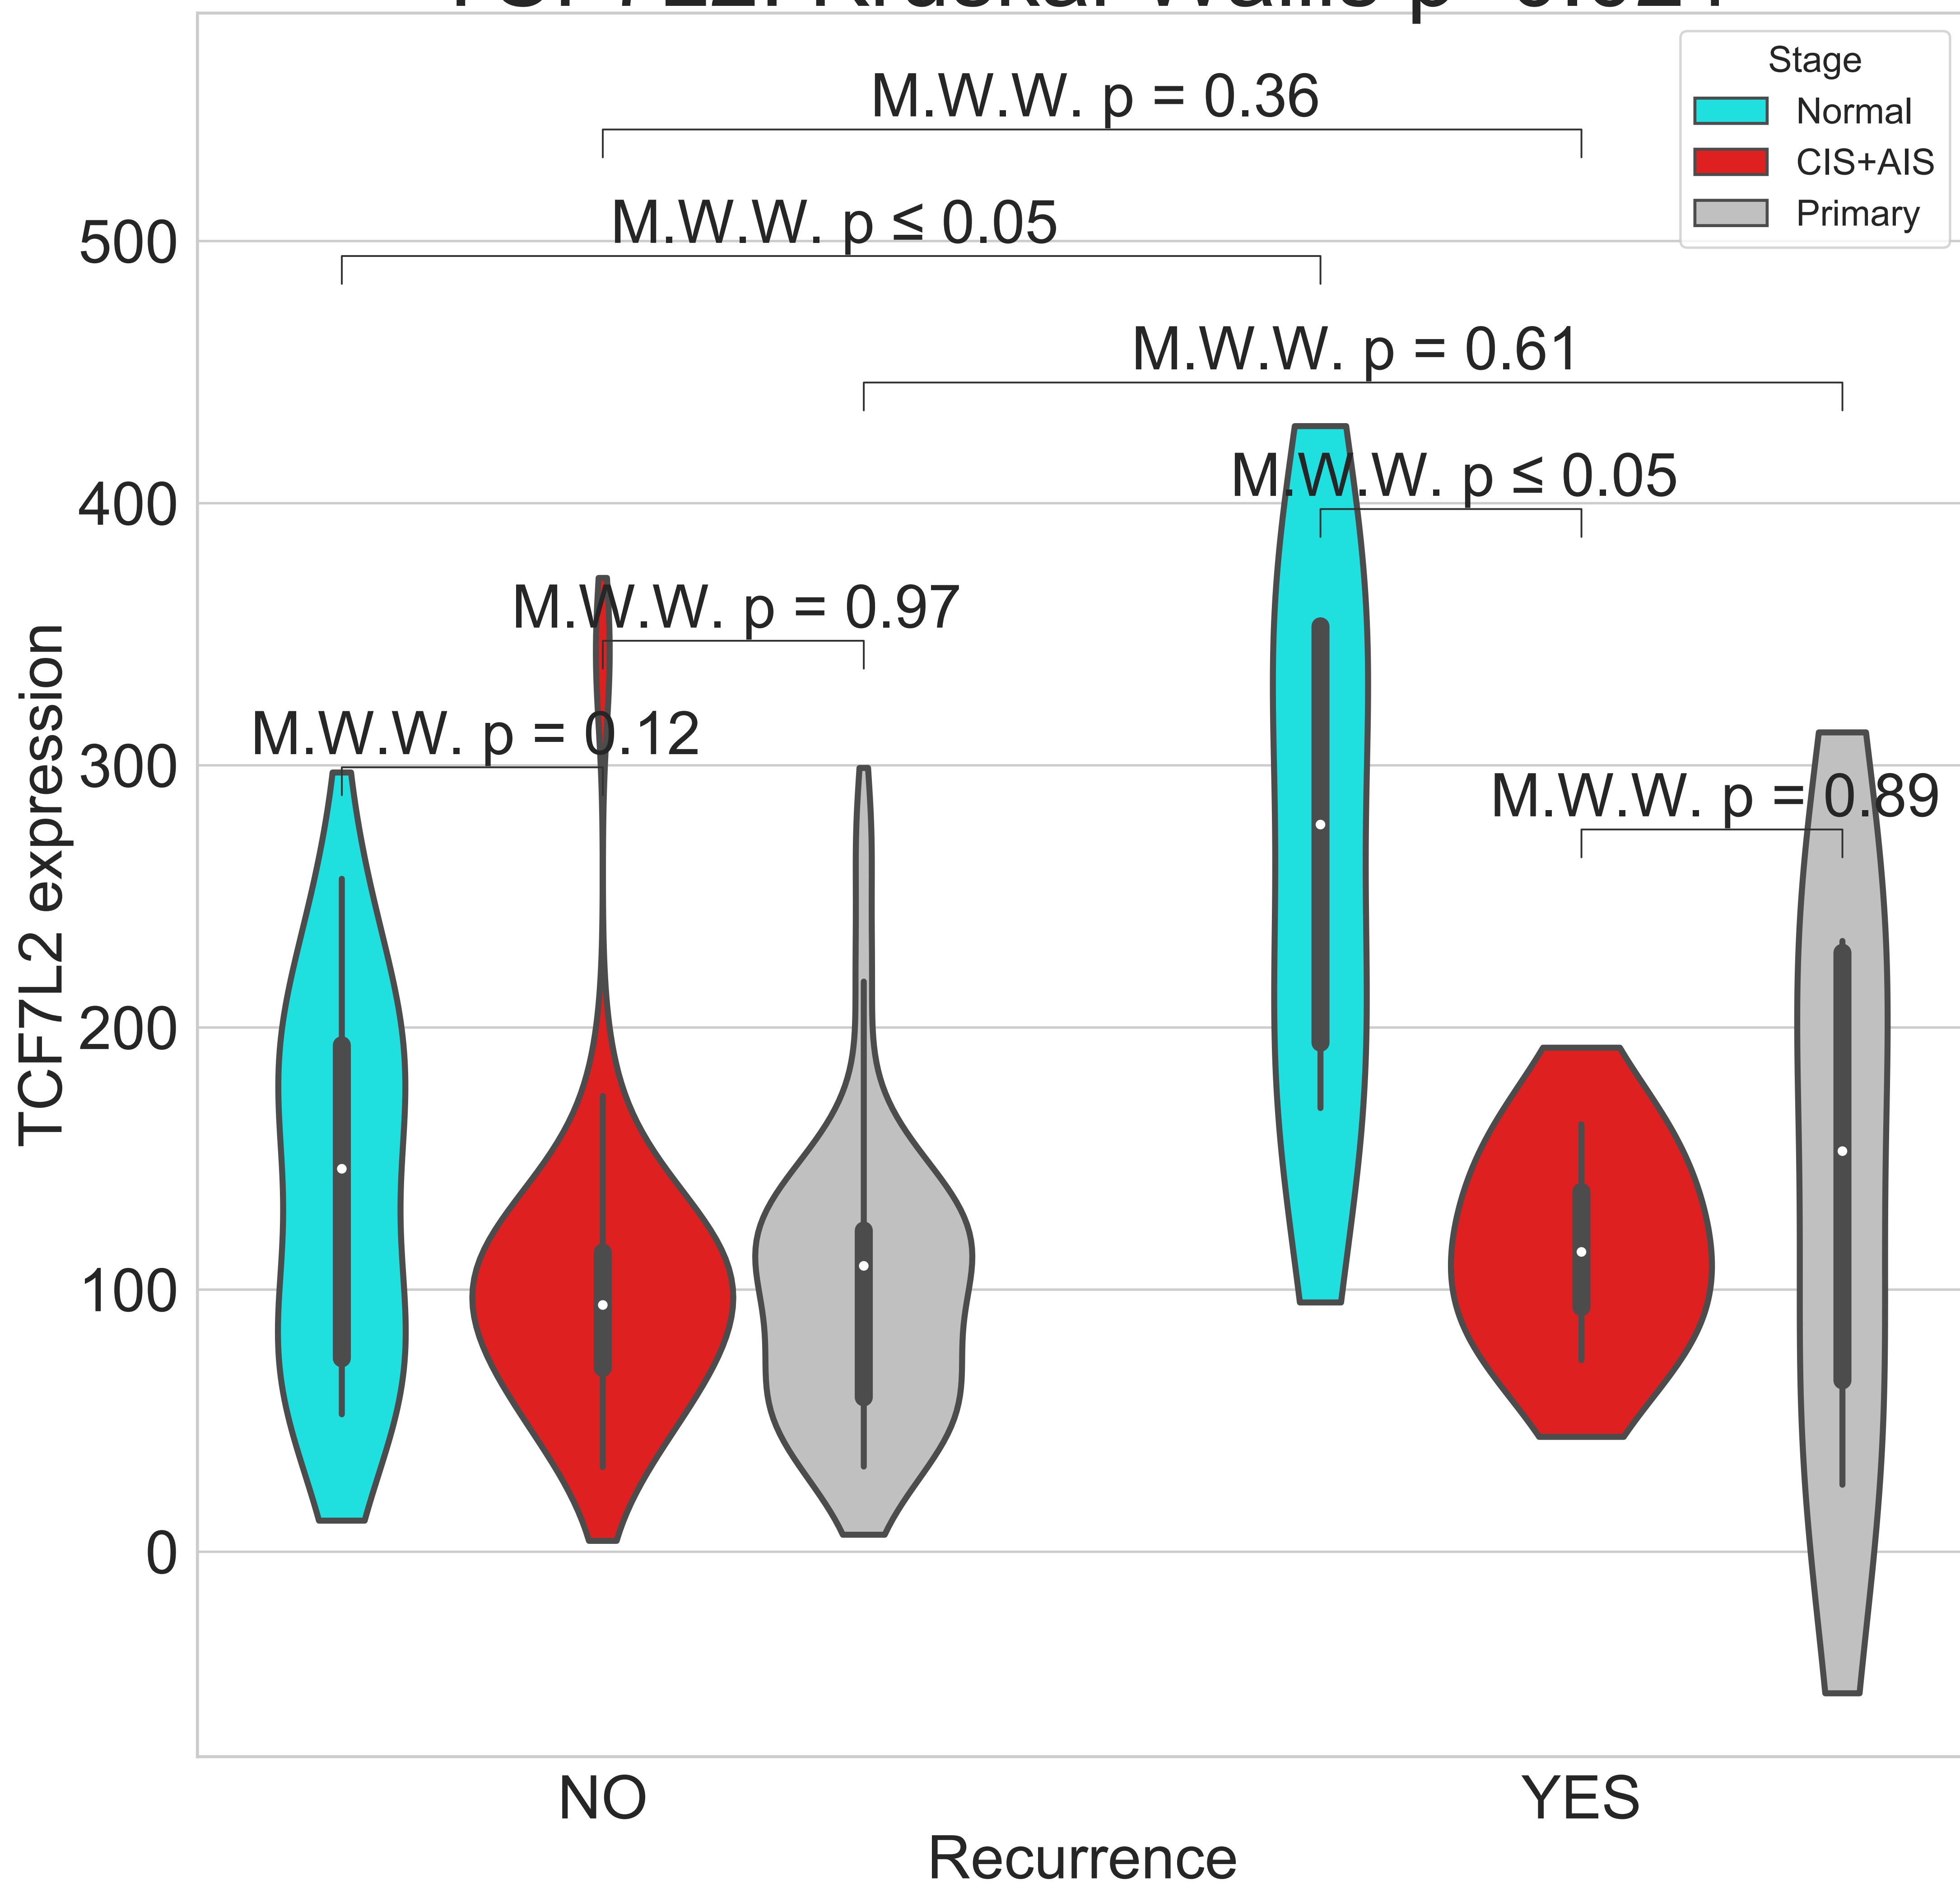 Stage
Normal
CIS+AIS
Primary
M.W.W. p = 0.36
M.W.W. p ≤ 0.05
M.W.W. p = 0.61
M.W.W. p ≤ 0.05
M.W.W. p = 0.97
M.W.W. p = 0.12
M.W.W. p = 0.89
500
400
300
200
100
0
TCF7L2 expression
NO
YES
Recurrence